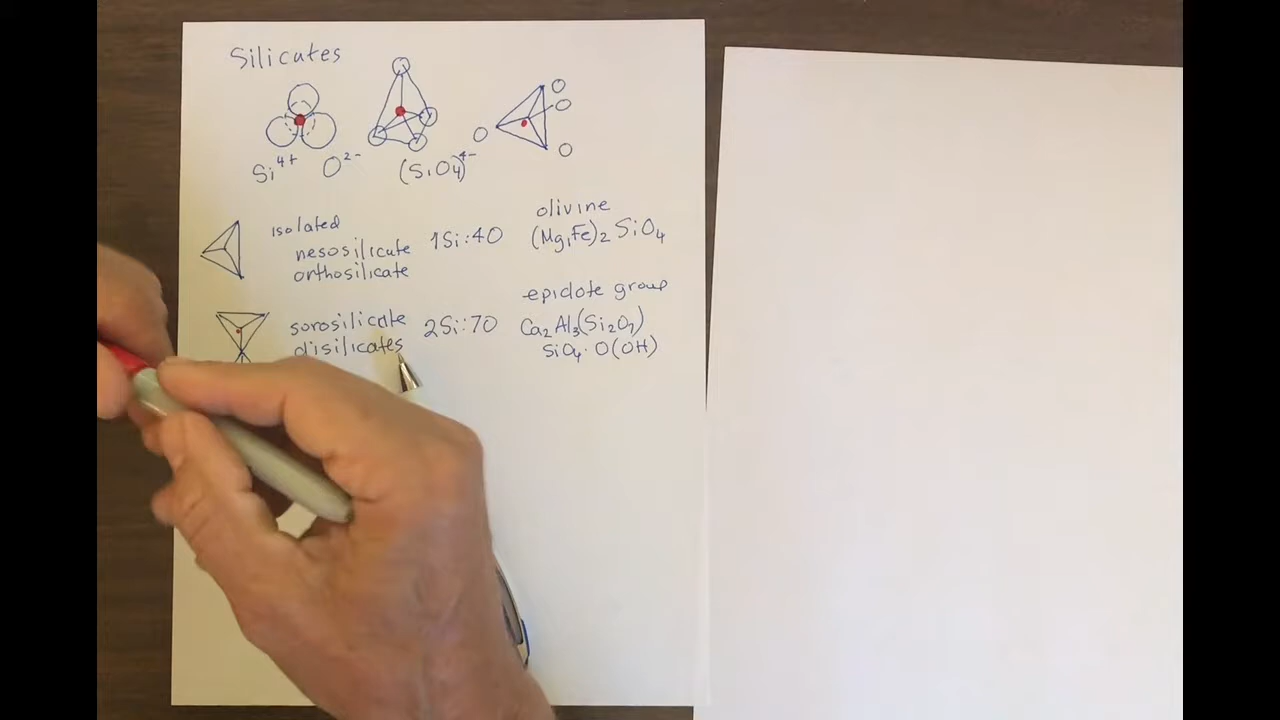 Silicates
O
O
O
O
Si⁴⁺ O²⁻ (SiO₄)⁴⁻
isolated
nesosilicate
orthosilicate
1Si:4O
olivine
(Mg,Fe)₂ SiO₄
sorosilicate
disilicates
2Si:7O
epidote group
Ca₂ Al₃(Si₂O₇)
SiO₄· O(OH)